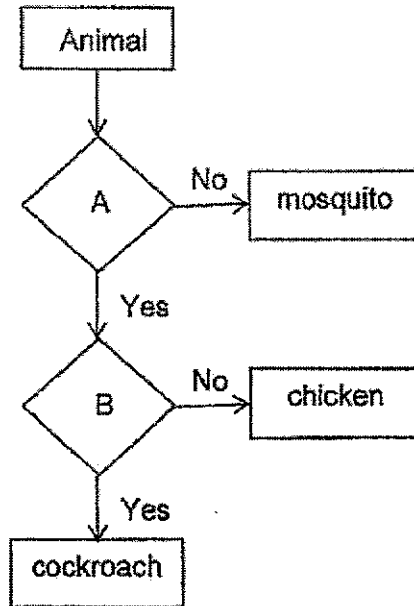 Animal
A
No
mosquito
Yes
B
No
chicken
Yes
cockroach